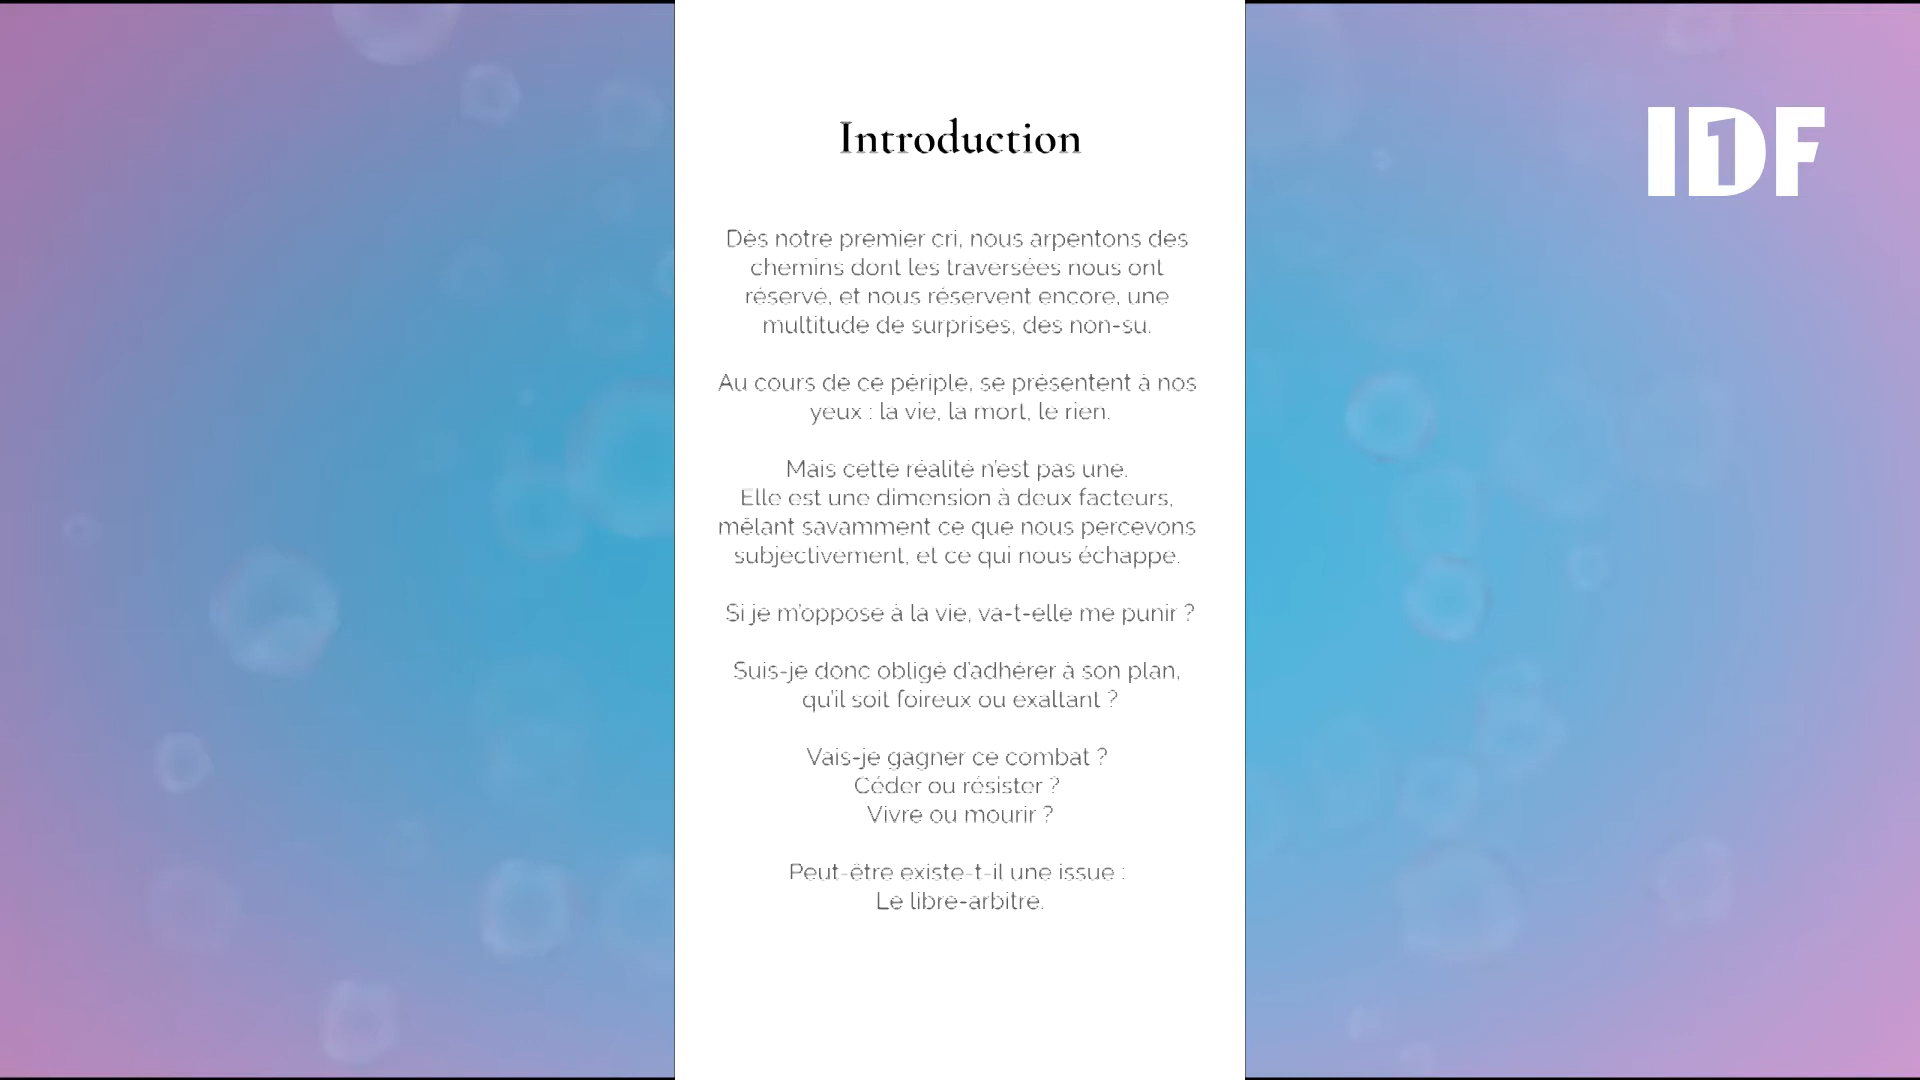 Introduction
IDF1
Dès notre premier cri, nous arpentons des
chemins dont les traversées nous ont
réservé, et nous réservent encore, une
multitude de surprises, des non-su.
Au cours de ce périple, se présentent à nos
yeux : la vie, la mort, le rien.
Mais cette réalité n'est pas une.
Elle est une dimension à deux facteurs,
mêlant savamment ce que nous percevons
subjectivement, et ce qui nous échappe.
Si je m'oppose à la vie, va-t-elle me punir ?
Suis-je donc obligé d'adhérer à son plan,
qu'il soit foireux ou exaltant ?
Vais-je gagner ce combat ?
Céder ou résister ?
Vivre ou mourir ?
Peut-être existe-t-il une issue :
Le libre-arbitre.